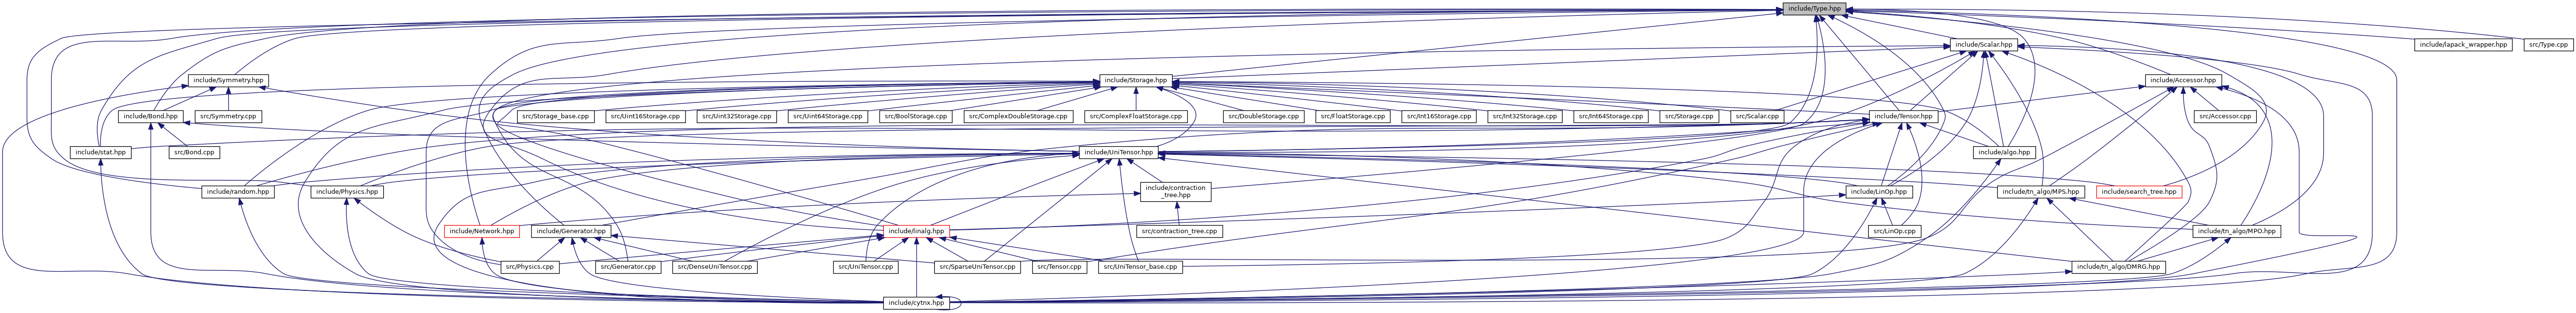 include/Type.hpp
include/Scalar.hpp
include/lapack_wrapper.hpp
src/Type.cpp
include/Symmetry.hpp
include/Storage.hpp
include/Accessor.hpp
include/Bond.hpp
src/Symmetry.cpp
src/Storage_base.cpp
src/Uint16Storage.cpp
src/Uint32Storage.cpp
src/Uint64Storage.cpp
src/BoolStorage.cpp
src/ComplexDoubleStorage.cpp
src/ComplexFloatStorage.cpp
src/DoubleStorage.cpp
src/FloatStorage.cpp
src/Int16Storage.cpp
src/Int32Storage.cpp
src/Int64Storage.cpp
src/Storage.cpp
src/Scalar.cpp
include/Tensor.hpp
src/Accessor.cpp
include/stat.hpp
src/Bond.cpp
include/UniTensor.hpp
include/algo.hpp
include/random.hpp
include/Physics.hpp
include/contraction
_tree.hpp
include/LinOp.hpp
include/tn_algo/MPS.hpp
include/search_tree.hpp
include/Network.hpp
include/Generator.hpp
include/linalg.hpp
src/contraction_tree.cpp
src/LinOp.cpp
include/tn_algo/MPO.hpp
src/Physics.cpp
src/Generator.cpp
src/DenseUniTensor.cpp
src/UniTensor.cpp
src/SparseUniTensor.cpp
src/Tensor.cpp
src/UniTensor_base.cpp
include/tn_algo/DMRG.hpp
include/cytnx.hpp